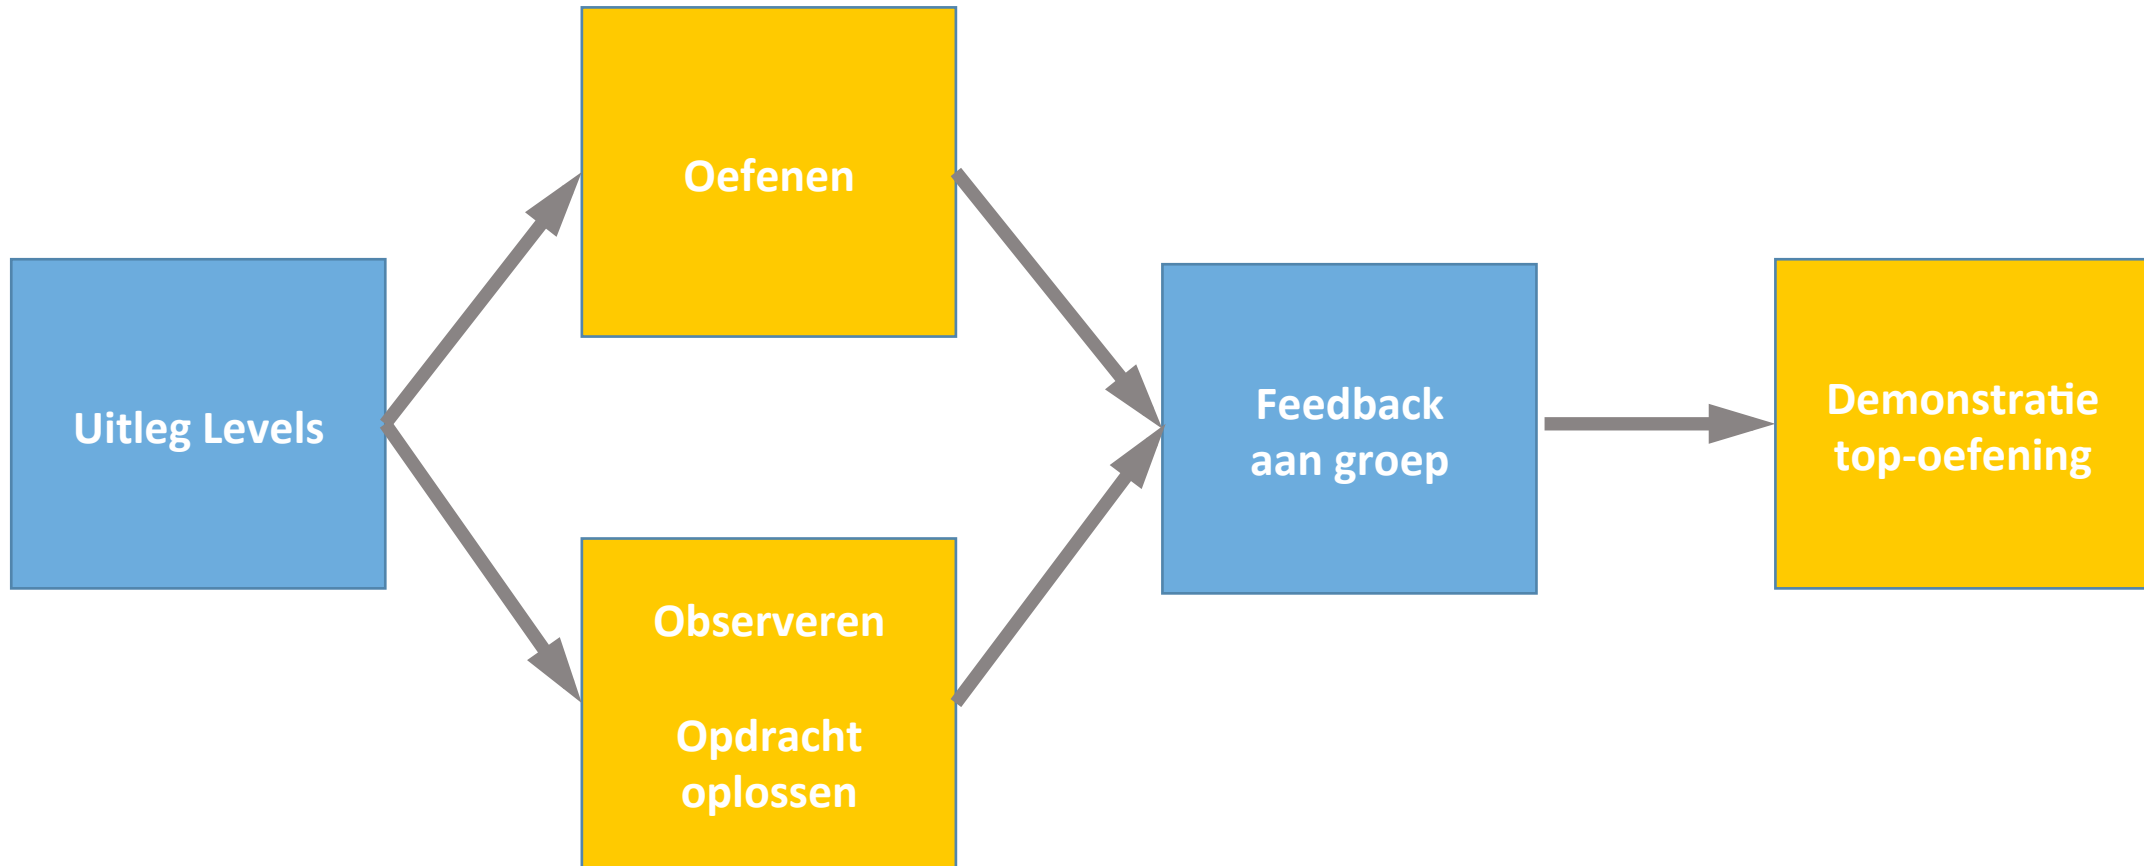 Uitleg Levels
Oefenen
Observeren
Opdracht
oplossen
Feedback
aan groep
Demonstratie
top-oefening